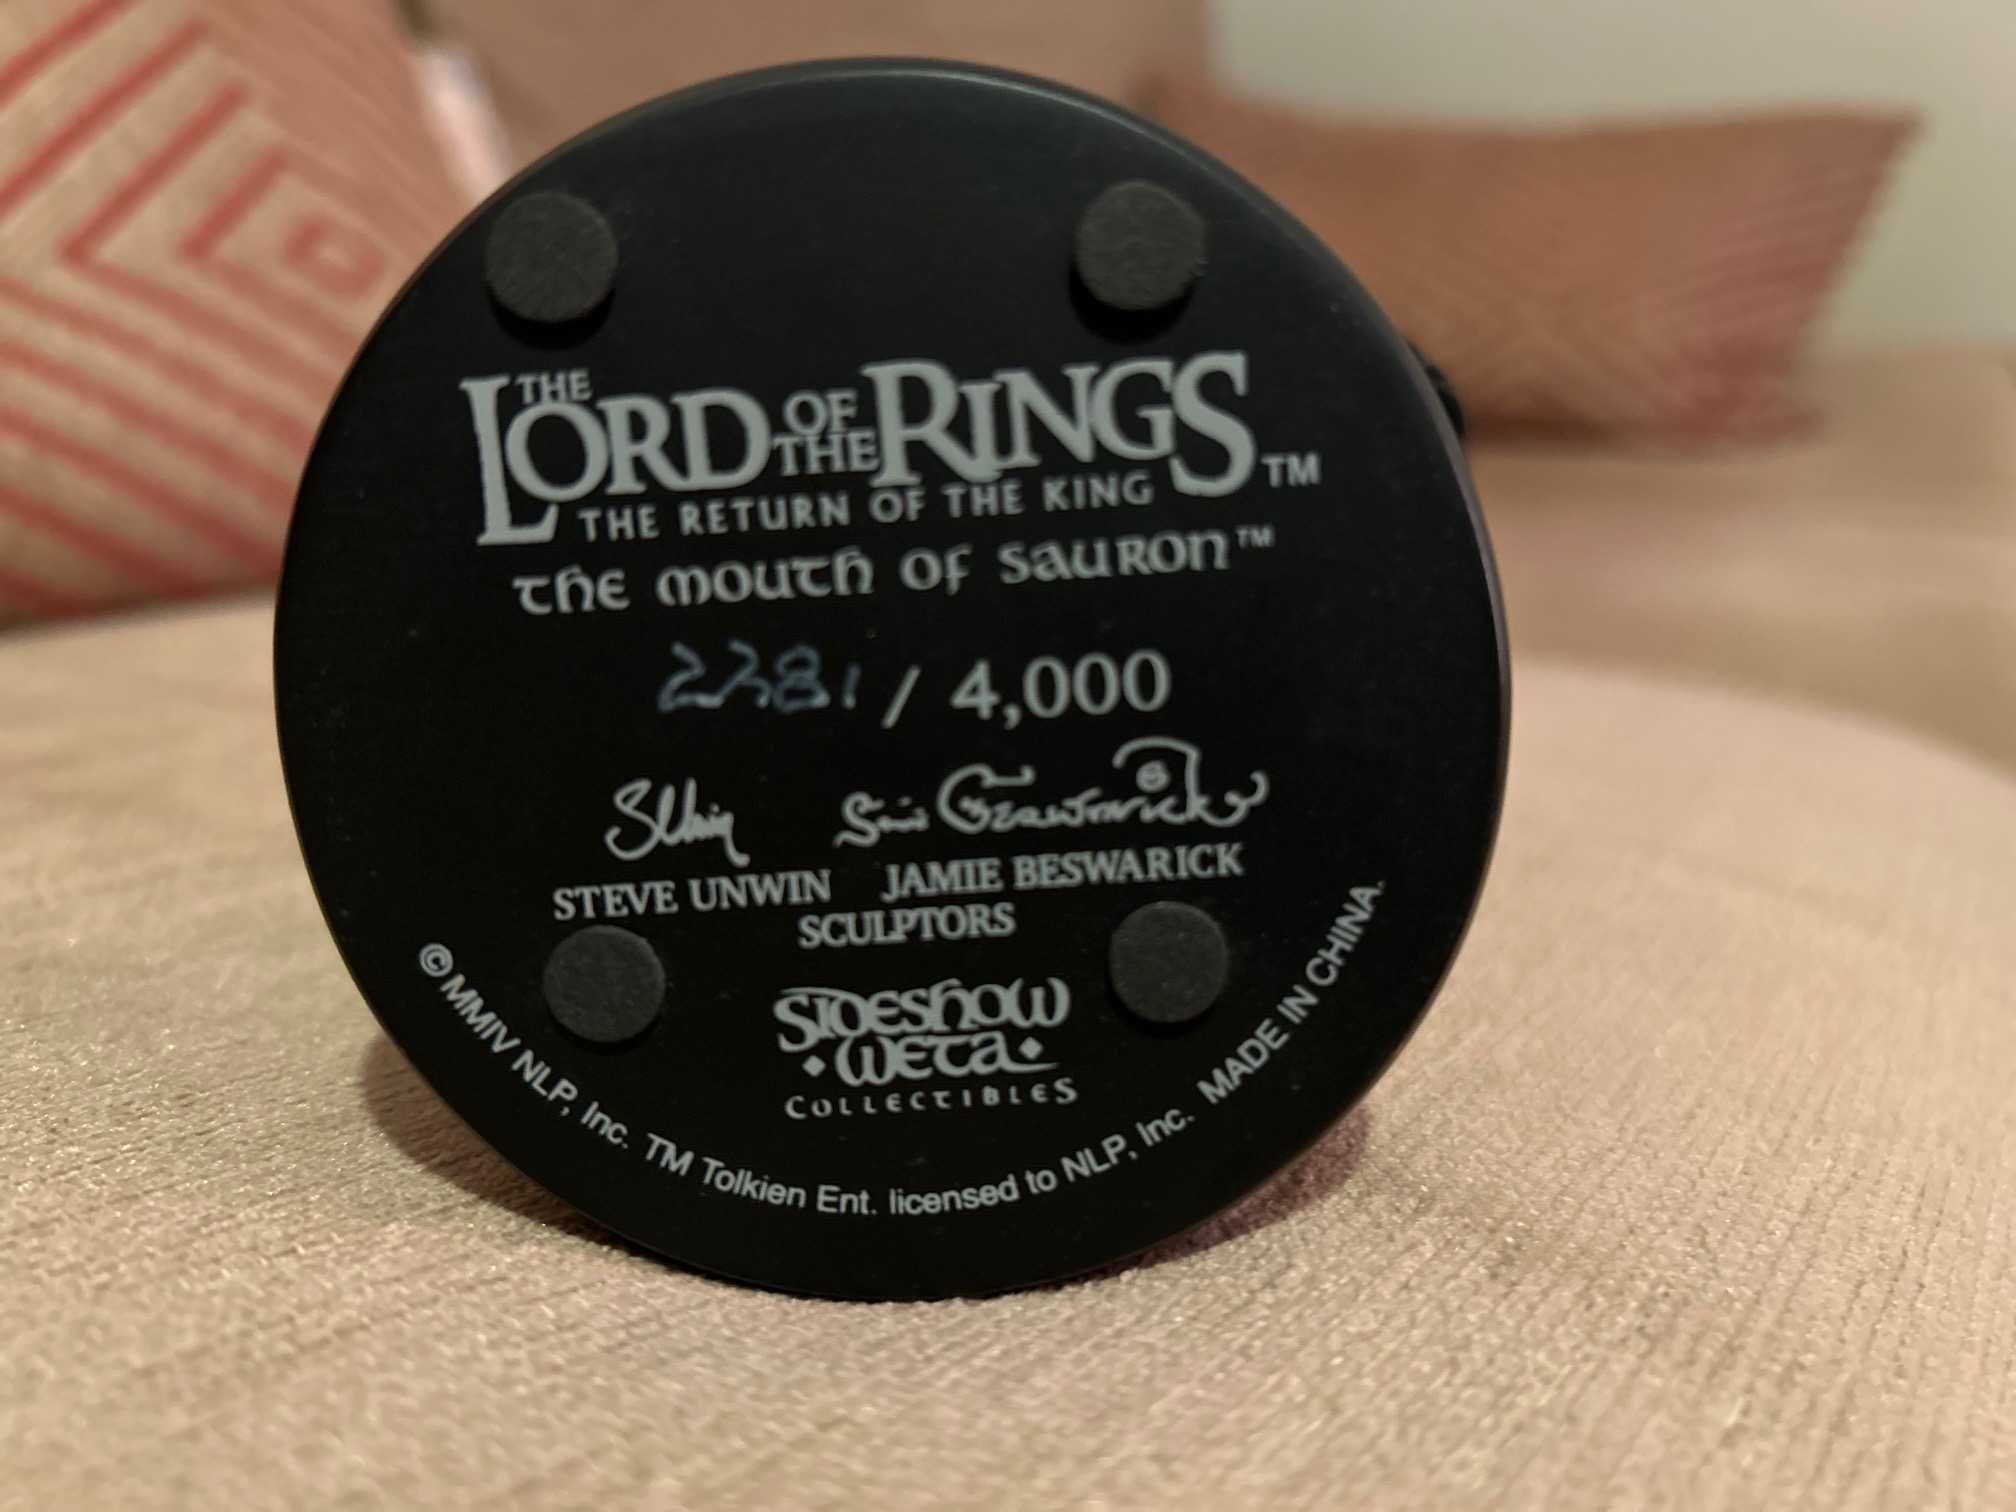 THE LORD OF THE RINGS™
THE RETURN OF THE KING
the mouth of sauron™
2281 / 4,000
STEVE UNWIN JAMIE BESWARICK
SCULPTORS
SIDESHOW
WETA
COLLECTIBLES
© MMIV NLP, Inc. TM Tolkien Ent. licensed to NLP, Inc. MADE IN CHINA.